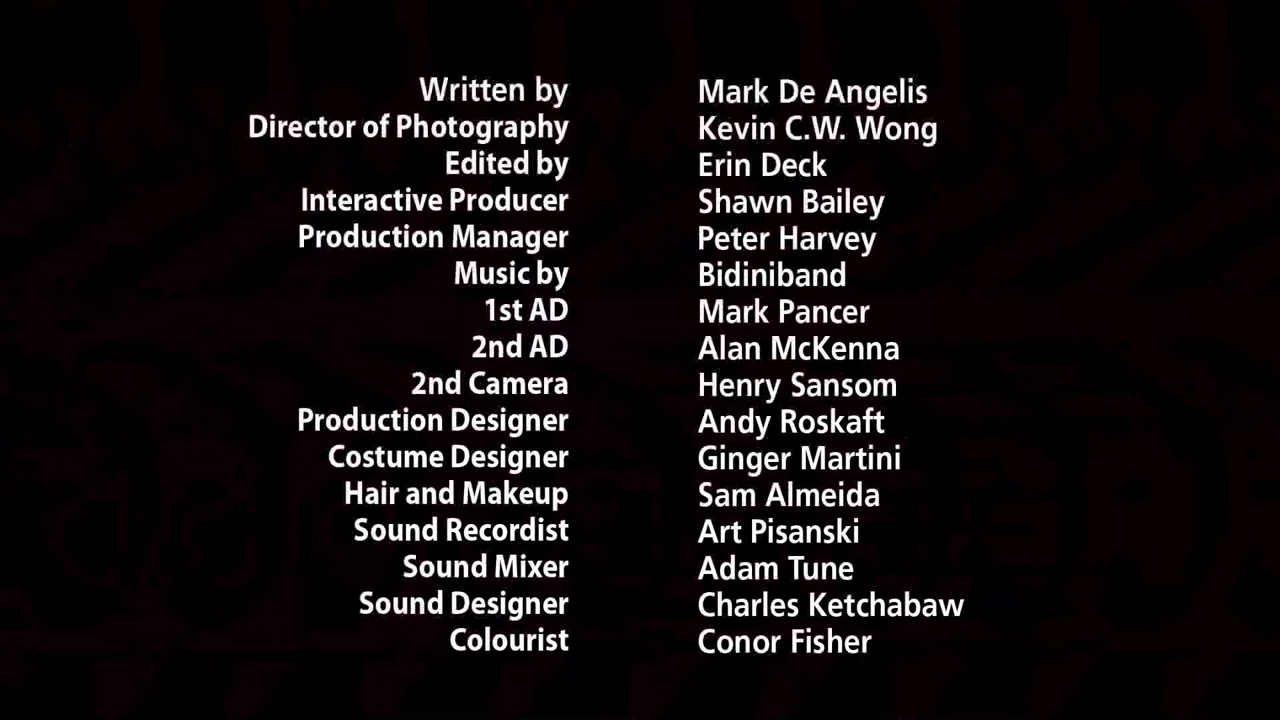 Written by Mark De Angelis
Director of Photography Kevin C.W. Wong
Edited by Erin Deck
Interactive Producer Shawn Bailey
Production Manager Peter Harvey
Music by Bidiniband
1st AD Mark Pancer
2nd AD Alan McKenna
2nd Camera Henry Sansom
Production Designer Andy Roskaft
Costume Designer Ginger Martini
Hair and Makeup Sam Almeida
Sound Recordist Art Pisanski
Sound Mixer Adam Tune
Sound Designer Charles Ketchabaw
Colourist Conor Fisher